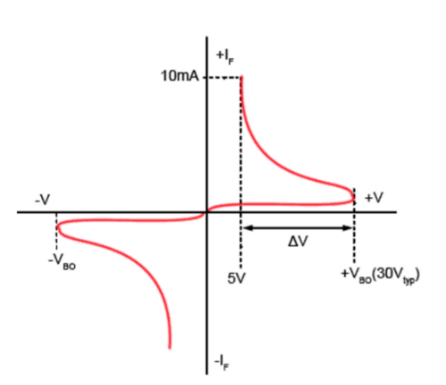 +I_F
10mA
-V
+V
ΔV
-V_BO
5V
+V_BO(30V_typ)
-I_F